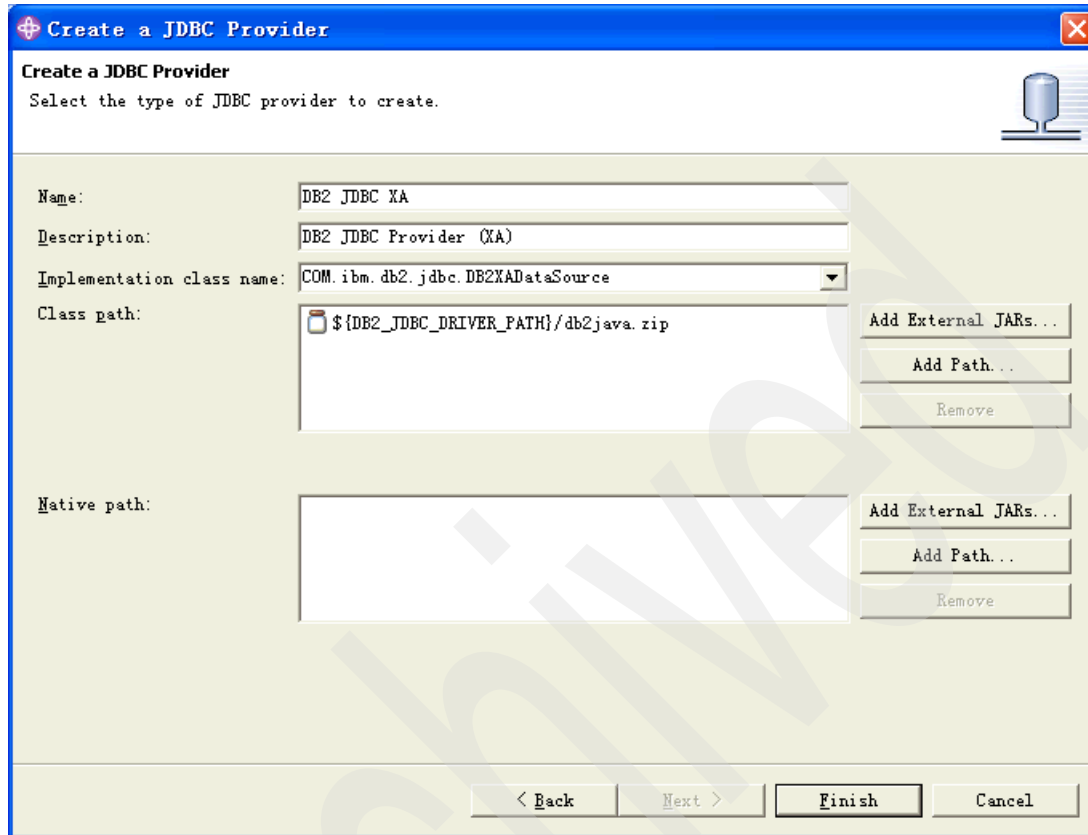 Create a JDBC Provider
Create a JDBC Provider
Select the type of JDBC provider to create.
Name:
DB2 JDBC XA
Description:
DB2 JDBC Provider (XA)
Implementation class name:
COM.ibm.db2.jdbc.DB2XADataSource
Class path:
${DB2_JDBC_DRIVER_PATH}/db2java.zip
Add External JARs...
Add Path...
Remove
Native path:
Add External JARs...
Add Path...
Remove
< Back
Next >
Finish
Cancel